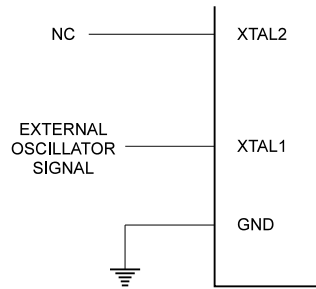 NC
XTAL2
EXTERNAL
OSCILLATOR
SIGNAL
XTAL1
GND